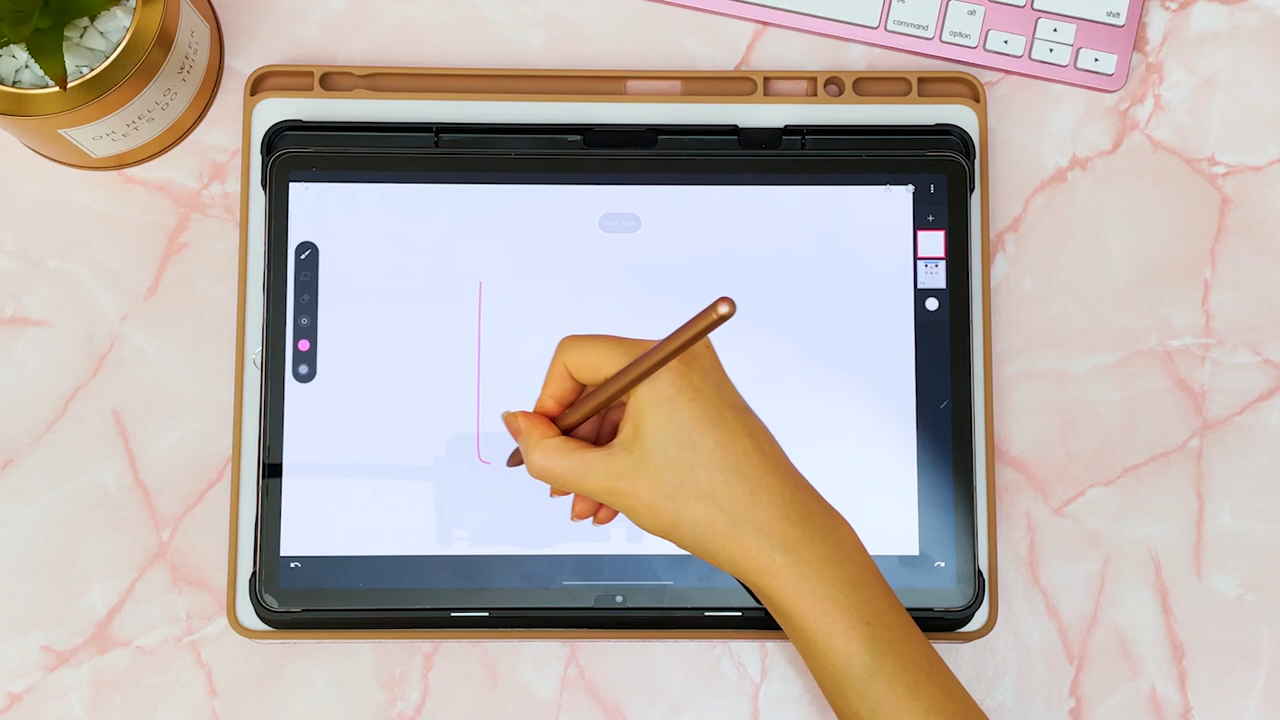 OH HELLO, WEEK
LET'S DO THIS!
command
alt
option
shift